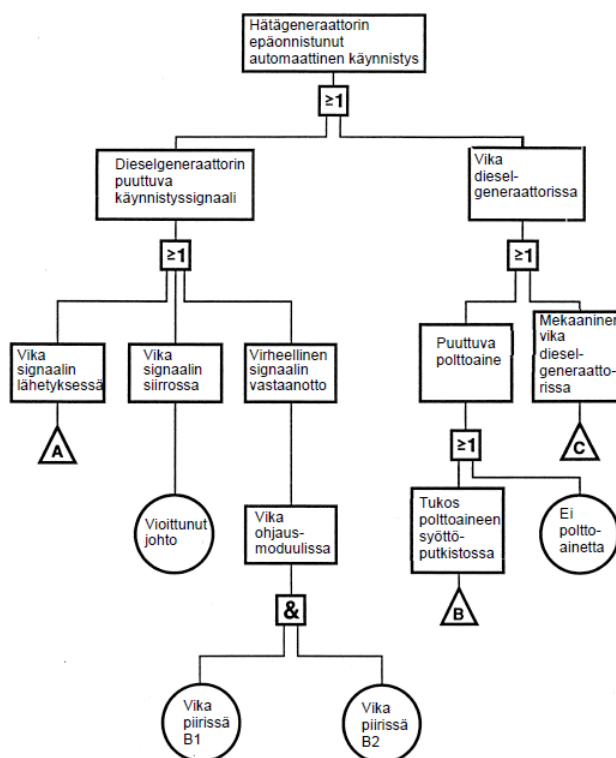 Hätägeneraattorin
epäonnistunut
automaattinen käynnistys
≥1
Dieselgeneraattorin
puuttuva
käynnistyssignaali
Vika
diesel-
generaattorissa
≥1
≥1
Vika
signaalin
lähetyksessä
Vika
signaalin
siirrossa
Virheellinen
signaalin
vastaanotto
Puuttuva
polttoaine
Mekaaninen
vika
diesel-
generaatto-
rissa
A
≥1
C
Vioittunut
johto
Vika
ohjaus-
moduulissa
Tukos
polttoaineen
syöttö-
putkistossa
Ei
poltto-
ainetta
&
B
Vika
piirissä
B1
Vika
piirissä
B2